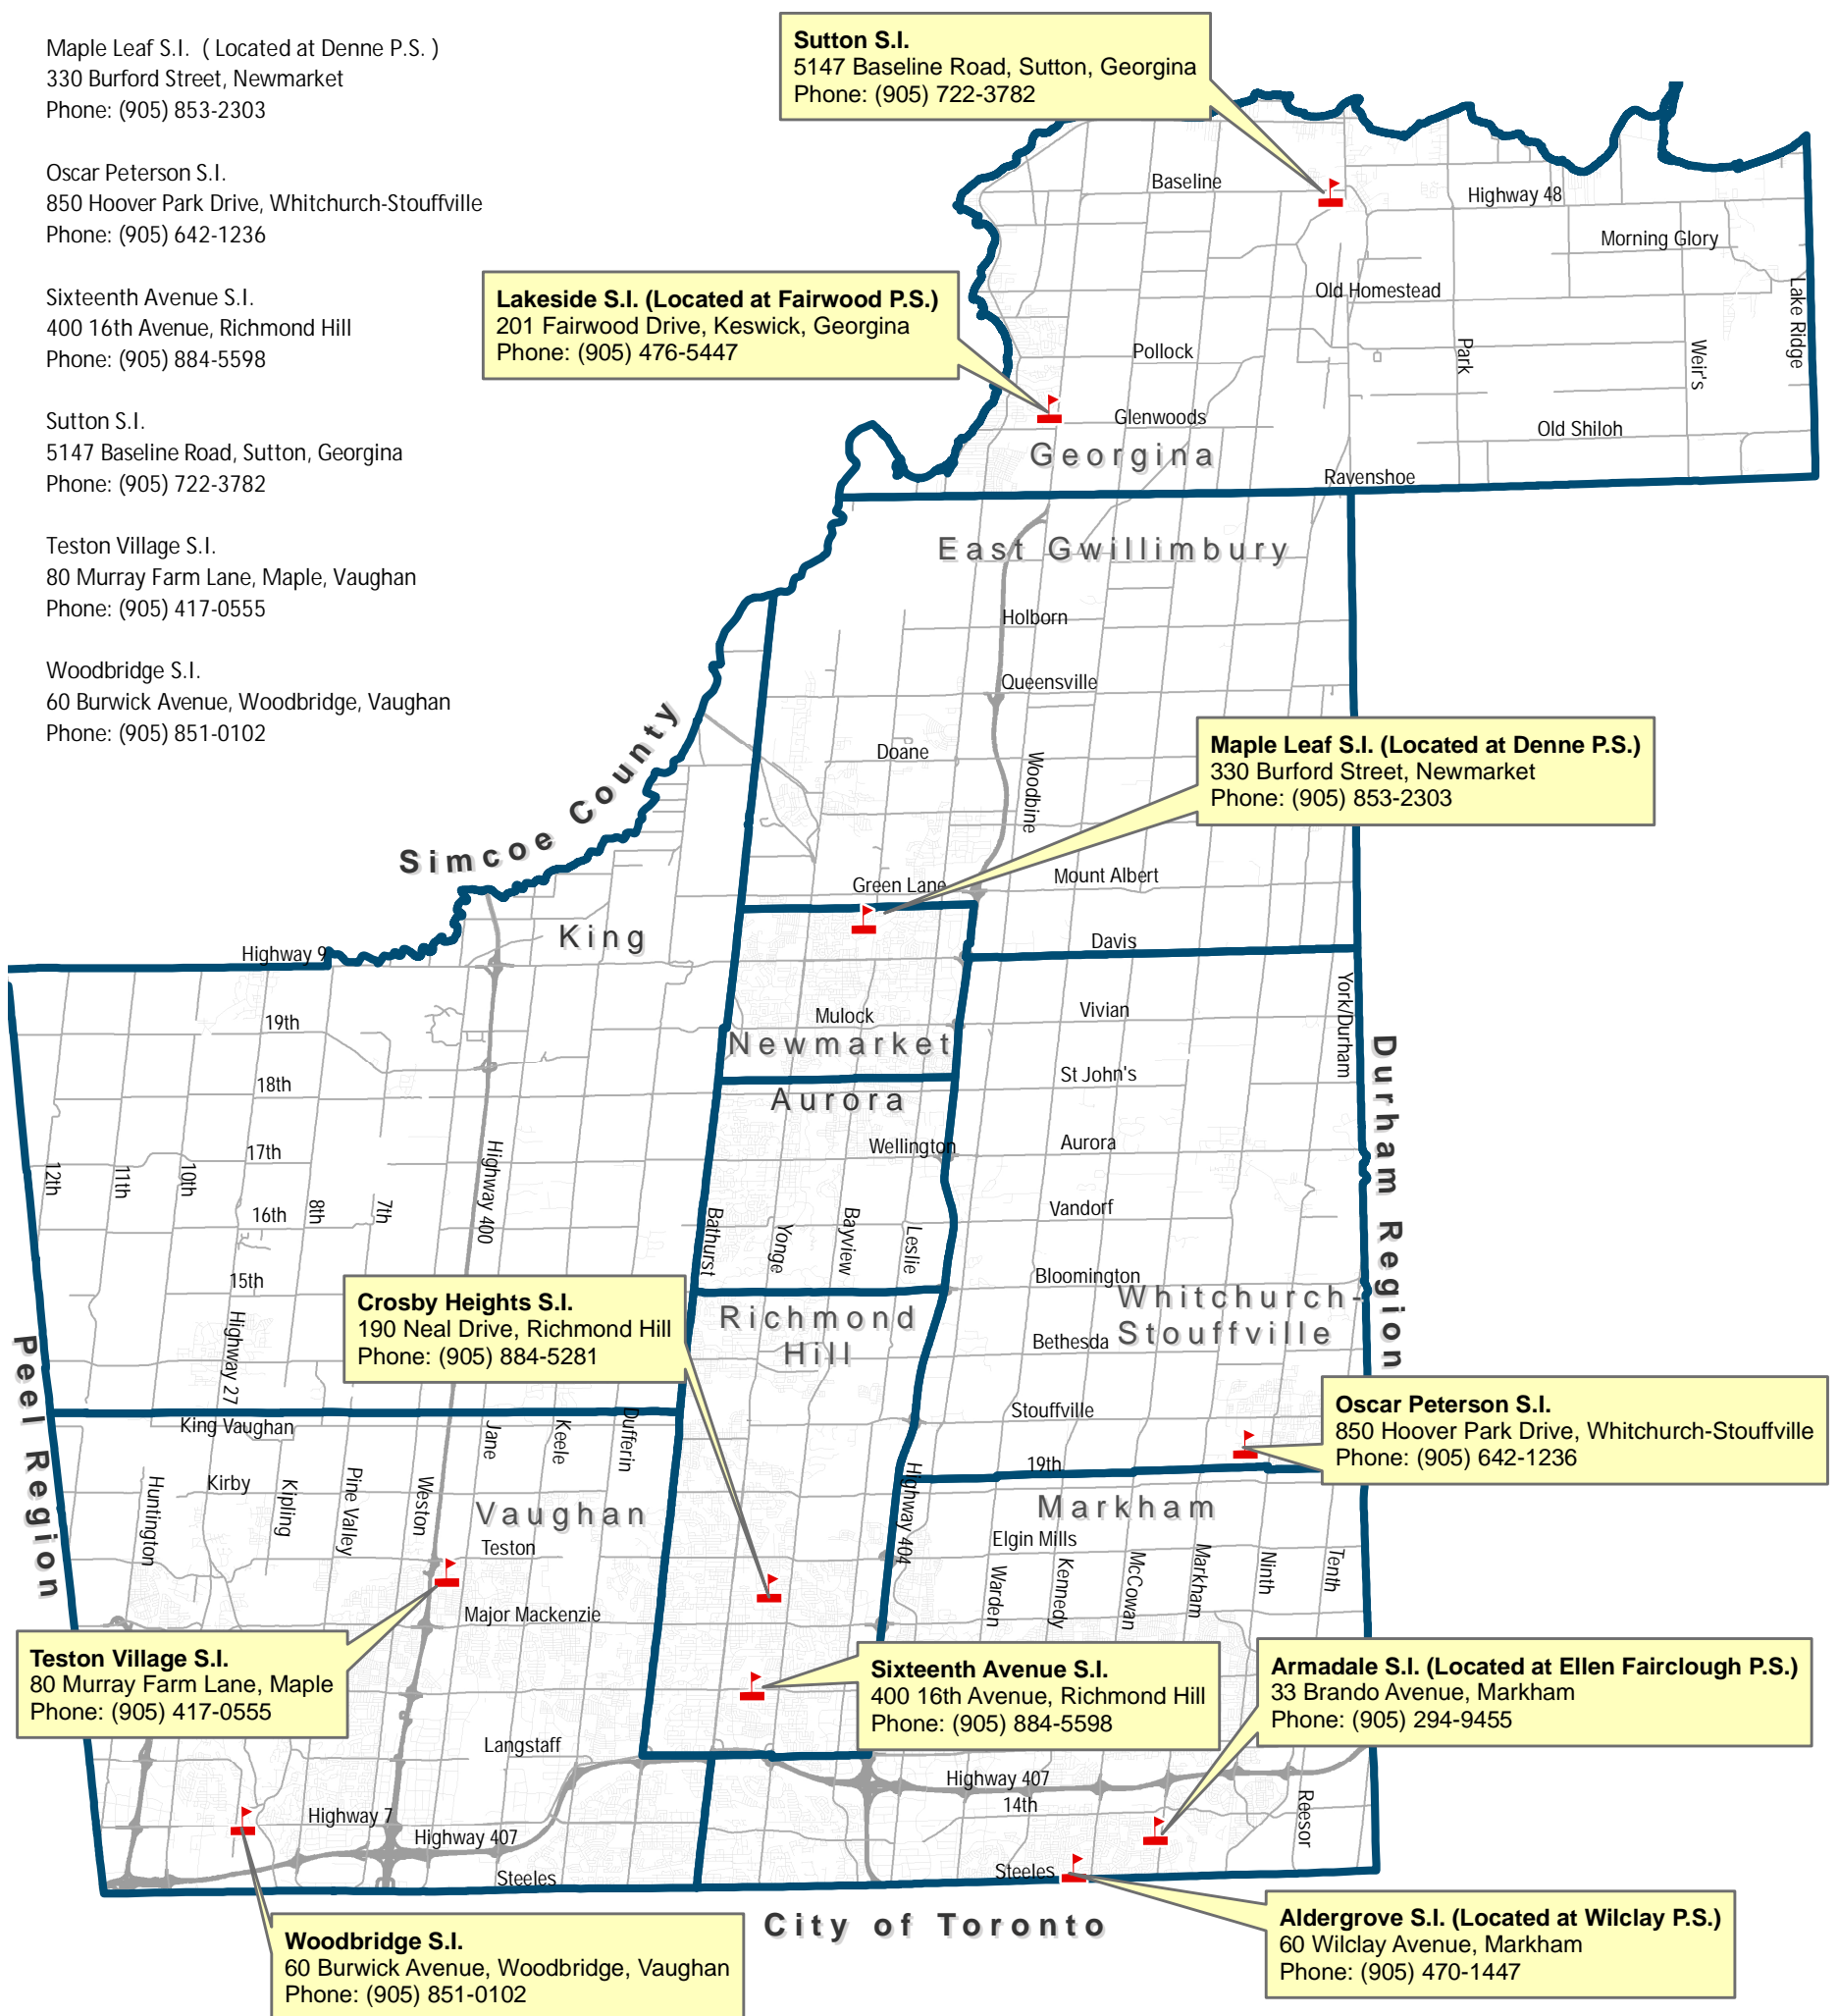 Maple Leaf S.I.  ( Located at Denne P.S. )
330 Burford Street, Newmarket
Phone: (905) 853-2303
Oscar Peterson S.I.
850 Hoover Park Drive, Whitchurch-Stouffville
Phone: (905) 642-1236
Sixteenth Avenue S.I.
400 16th Avenue, Richmond Hill
Phone: (905) 884-5598
Sutton S.I.
5147 Baseline Road, Sutton, Georgina
Phone: (905) 722-3782
Teston Village S.I.
80 Murray Farm Lane, Maple, Vaughan
Phone: (905) 417-0555
Woodbridge S.I.
60 Burwick Avenue, Woodbridge, Vaughan
Phone: (905) 851-0102
Sutton S.I.
5147 Baseline Road, Sutton, Georgina
Phone: (905) 722-3782
Baseline
Highway 48
Morning Glory
Lakeside S.I. (Located at Fairwood P.S.)
201 Fairwood Drive, Keswick, Georgina
Phone: (905) 476-5447
Old Homestead
Lake Ridge
Pollock
Park
Weir's
Glenwoods
Old Shiloh
Georgina
Ravenshoe
East Gwillimbury
Holborn
Queensville
Simcoe County
Doane
Woodbine
Maple Leaf S.I. (Located at Denne P.S.)
330 Burford Street, Newmarket
Phone: (905) 853-2303
Green Lane
Mount Albert
King
Highway 9
Davis
York/Durham
19th
Mulock
Vivian
Newmarket
Durham Region
18th
St John's
Aurora
Wellington
Aurora
17th
Highway 400
12th
11th
10th
16th
8th
7th
Bathurst
Yonge
Bayview
Leslie
Vandorf
15th
Bloomington
Highway 27
Crosby Heights S.I.
190 Neal Drive, Richmond Hill
Phone: (905) 884-5281
Richmond
Hill
Whitchurch-
Stouffville
Bethesda
Peel Region
Oscar Peterson S.I.
850 Hoover Park Drive, Whitchurch-Stouffville
Phone: (905) 642-1236
King Vaughan
Jane
Keele
Dufferin
Stouffville
19th
Huntington
Kirby
Kipling
Pine Valley
Weston
Vaughan
Highway 404
Markham
Teston
Elgin Mills
Warden
Kennedy
McCowan
Markham
Ninth
Tenth
Major Mackenzie
Teston Village S.I.
80 Murray Farm Lane, Maple
Phone: (905) 417-0555
Sixteenth Avenue S.I.
400 16th Avenue, Richmond Hill
Phone: (905) 884-5598
Armadale S.I. (Located at Ellen Fairclough P.S.)
33 Brando Avenue, Markham
Phone: (905) 294-9455
Langstaff
Highway 407
14th
Reesor
Highway 7
Highway 407
Steeles
Steeles
City of Toronto
Woodbridge S.I.
60 Burwick Avenue, Woodbridge, Vaughan
Phone: (905) 851-0102
Aldergrove S.I. (Located at Wilclay P.S.)
60 Wilclay Avenue, Markham
Phone: (905) 470-1447